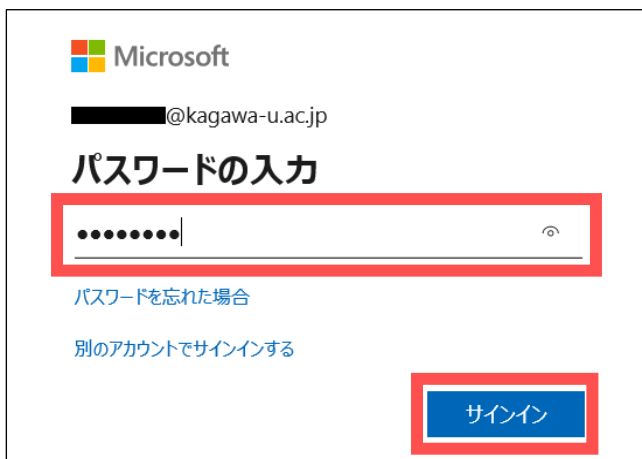 Microsoft
@kagawa-u.ac.jp
パスワードの入力
••••••••
パスワードを忘れた場合
別のアカウントでサインインする
サインイン